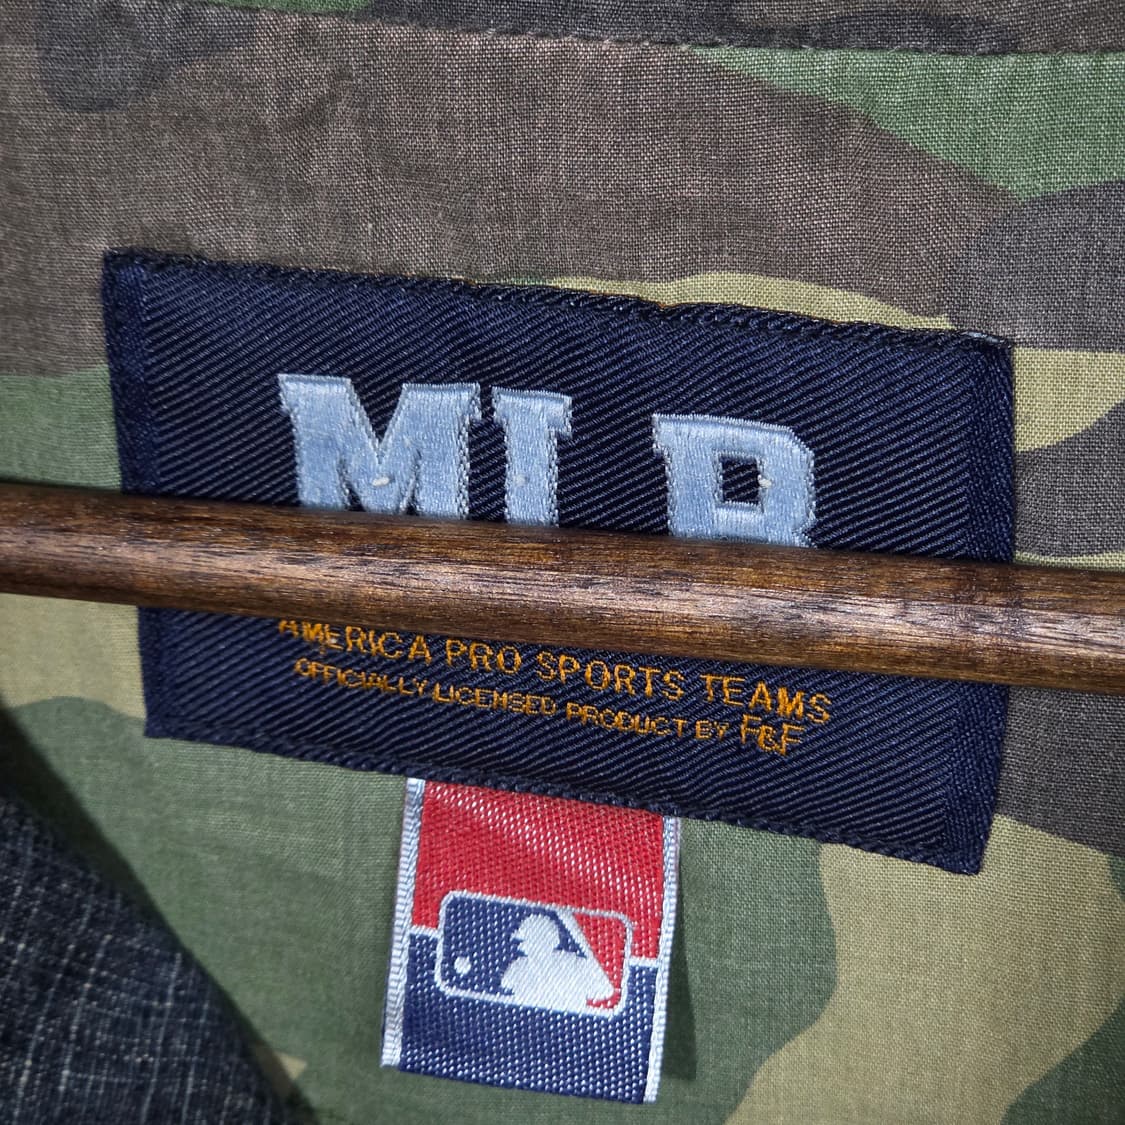 MLB
AMERICA PRO SPORTS TEAMS
OFFICIALLY LICENSED PRODUCT BY F&F